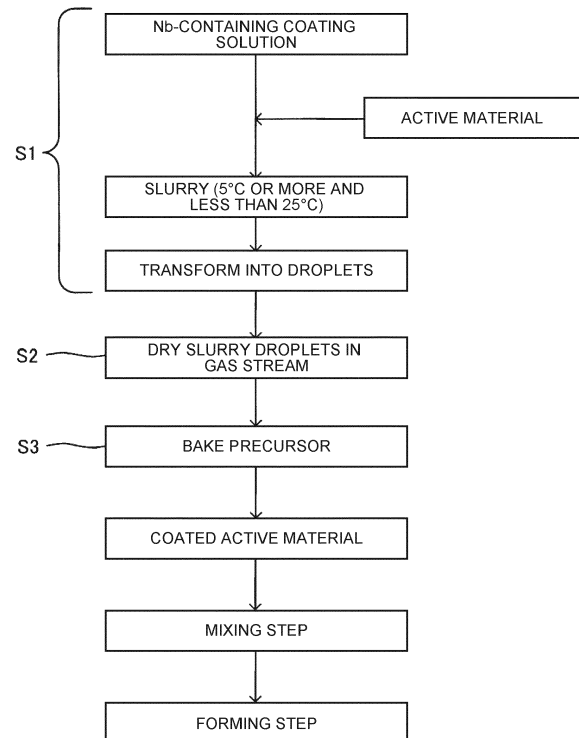 Nb-CONTAINING COATING
SOLUTION
ACTIVE MATERIAL
S1
SLURRY (5°C OR MORE AND
LESS THAN 25°C)
TRANSFORM INTO DROPLETS
S2
DRY SLURRY DROPLETS IN
GAS STREAM
S3
BAKE PRECURSOR
COATED ACTIVE MATERIAL
MIXING STEP
FORMING STEP